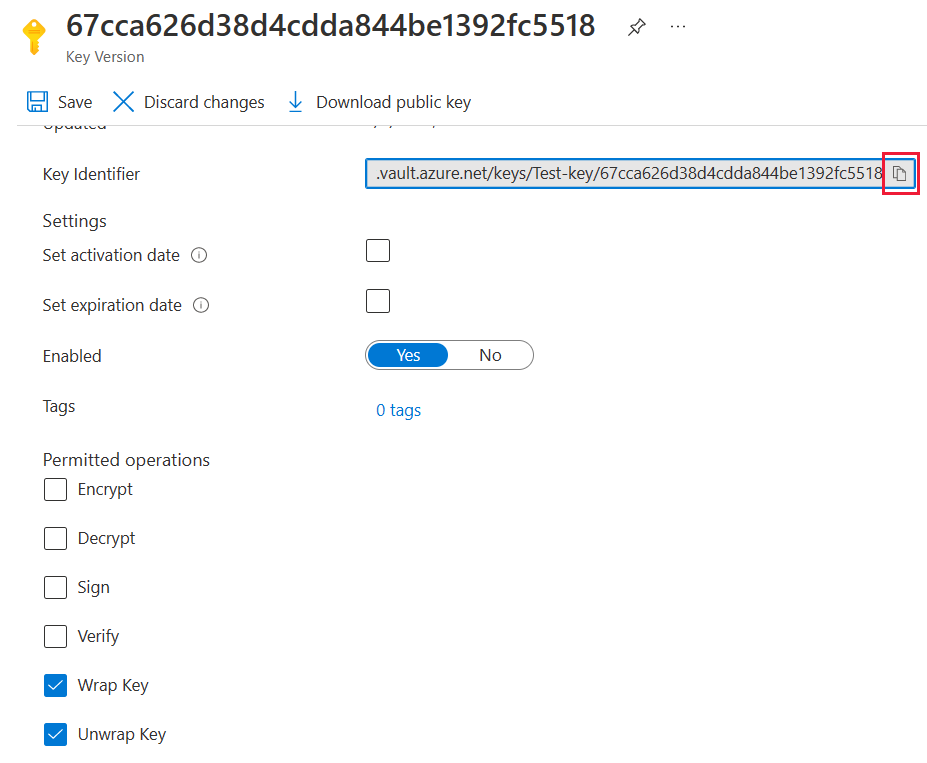 67cca626d38d4cdda844be1392fc5518
Key Version
Save Discard changes Download public key
Updated
Key Identifier .vault.azure.net/keys/Test-key/67cca626d38d4cdda844be1392fc5518
Settings
Set activation date
Set expiration date
Enabled Yes No
Tags 0 tags
Permitted operations
Encrypt
Decrypt
Sign
Verify
Wrap Key
Unwrap Key